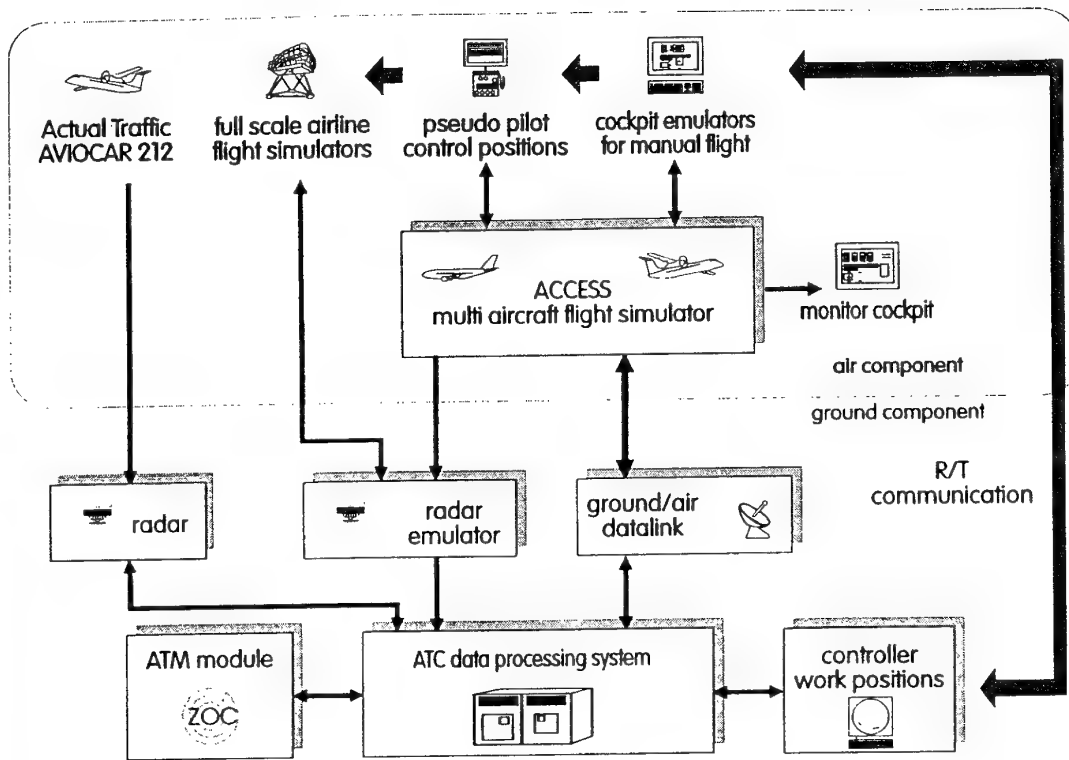 Actual Traffic
AVIOCAR 212
full scale airline
flight simulators
pseudo pilot
control positions
cockpit emulators
for manual flight
ACCESS
multi aircraft flight simulator
monitor cockpit
air component
ground component
R/T
communication
radar
radar
emulator
ground/air
datalink
ATM module
ZOC
ATC data processing system
controller
work positions